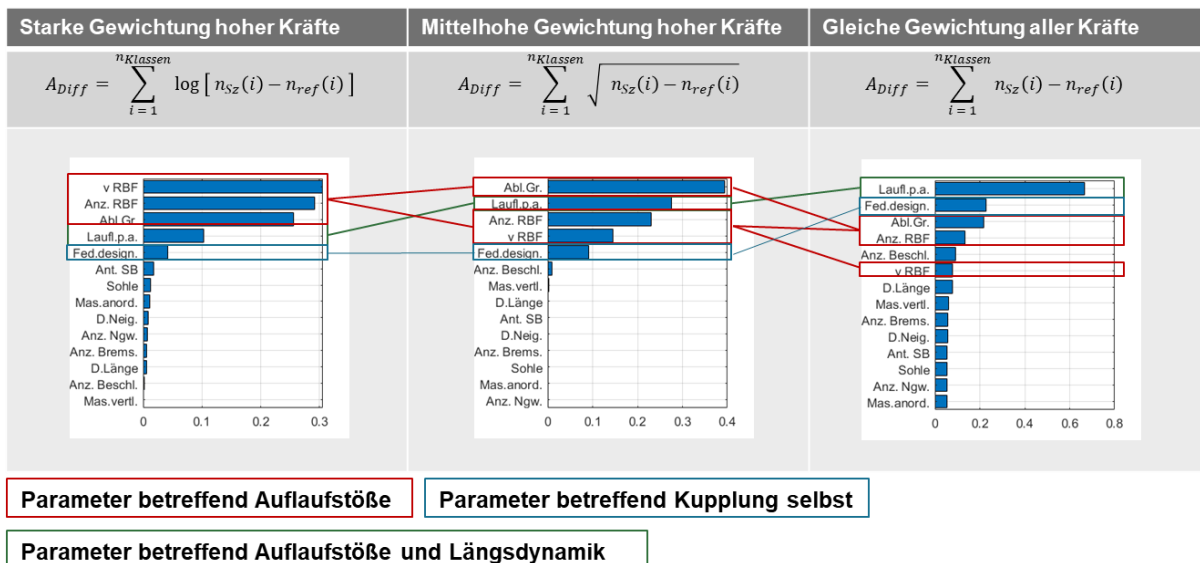 Starke Gewichtung hoher Kräfte
Mittelhohe Gewichtung hoher Kräfte
Gleiche Gewichtung aller Kräfte
A_Diff = ∑_{i = 1}^{n_Klassen} log [ n_Sz(i) − n_ref(i) ]
A_Diff = ∑_{i = 1}^{n_Klassen} √(n_Sz(i) − n_ref(i))
A_Diff = ∑_{i = 1}^{n_Klassen} n_Sz(i) − n_ref(i)
v RBF
Anz. RBF
Abl.Gr.
Laufl.p.a.
Fed.design.
Ant. SB
Sohle
Mas.anord.
D.Neig.
Anz. Ngw.
Anz. Brems.
D.Länge
Anz. Beschl.
Mas.vertl.
0 0.1 0.2 0.3
Abl.Gr.
Laufl.p.a.
Anz. RBF
v RBF
Fed.design.
Anz. Beschl.
Mas.vertl.
D.Länge
Ant. SB
D.Neig.
Anz. Brems.
Sohle
Mas.anord.
Anz. Ngw.
0 0.1 0.2 0.3 0.4
Laufl.p.a.
Fed.design.
Abl.Gr.
Anz. RBF
Anz. Beschl.
v RBF
D.Länge
Mas.vertl.
Anz. Brems.
D.Neig.
Ant. SB
Sohle
Anz. Ngw.
Mas.anord.
0 0.2 0.4 0.6 0.8
Parameter betreffend Auflaufstöße
Parameter betreffend Kupplung selbst
Parameter betreffend Auflaufstöße und Längsdynamik